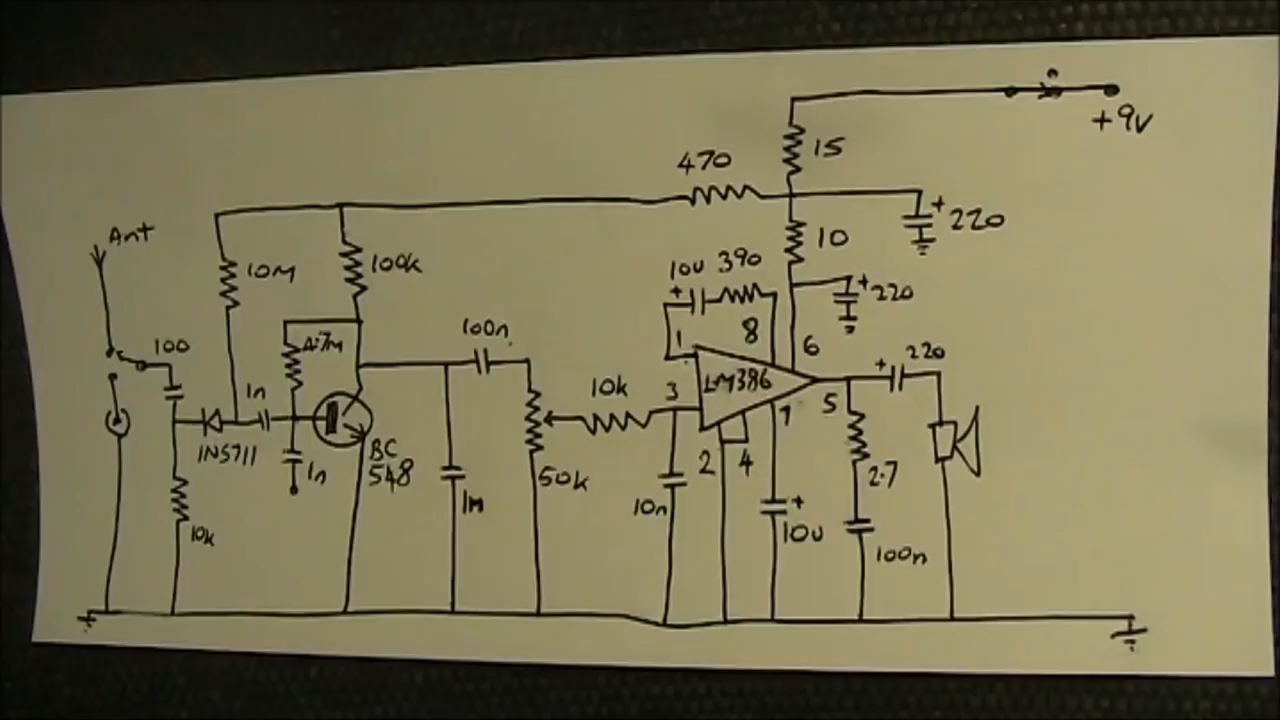 +9v
15
470
Ant
+ 220
10
10M
100k
10u 390
+
+ 220
100
4.7M
100n
1
8
6
+ 220
1n
10k
3
LM386
5
7
1N5711
BC
548
1n
50k
2
4
2.7
10n
+
10u
1n
10k
100n